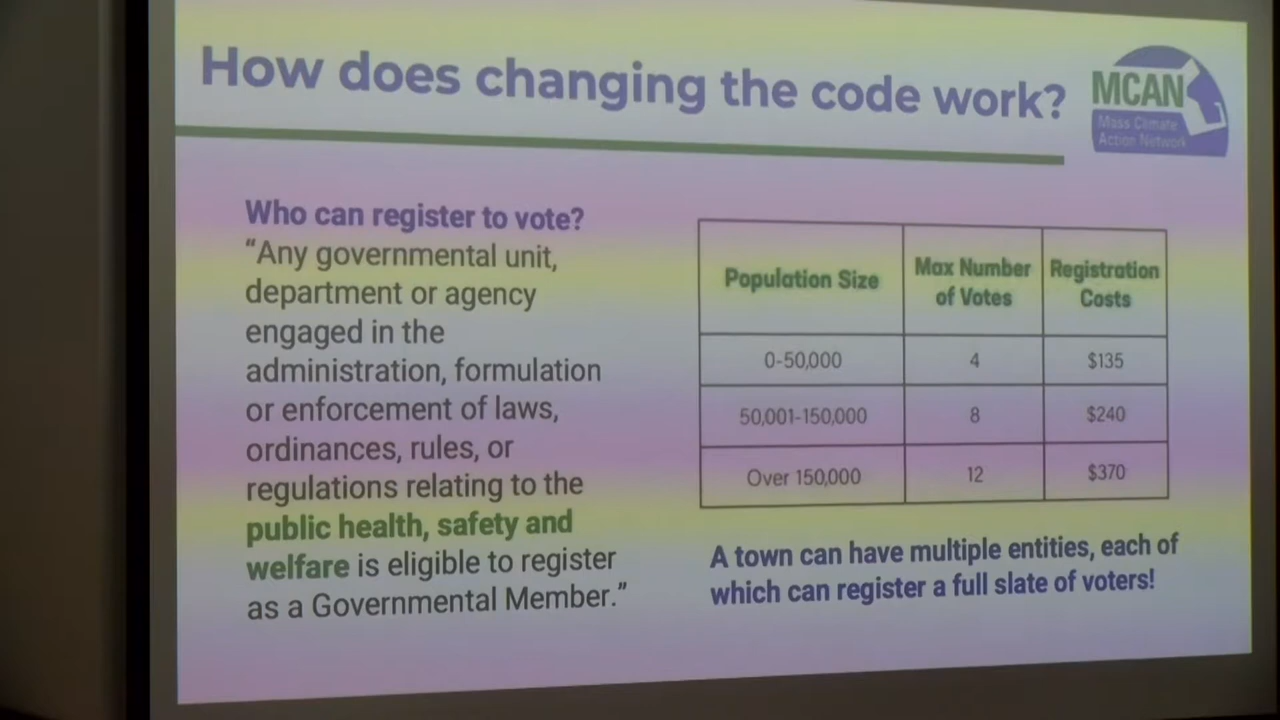 How does changing the code work?
MCAN
Mass Climate
Action Network
Who can register to vote?
“Any governmental unit,
department or agency
engaged in the
administration, formulation
or enforcement of laws,
ordinances, rules, or
regulations relating to the
public health, safety and
welfare is eligible to register
as a Governmental Member.”
Population Size
Max Number
of Votes
Registration
Costs
0-50,000 4 $135
50,001-150,000 8 $240
Over 150,000 12 $370
A town can have multiple entities, each of
which can register a full slate of voters!